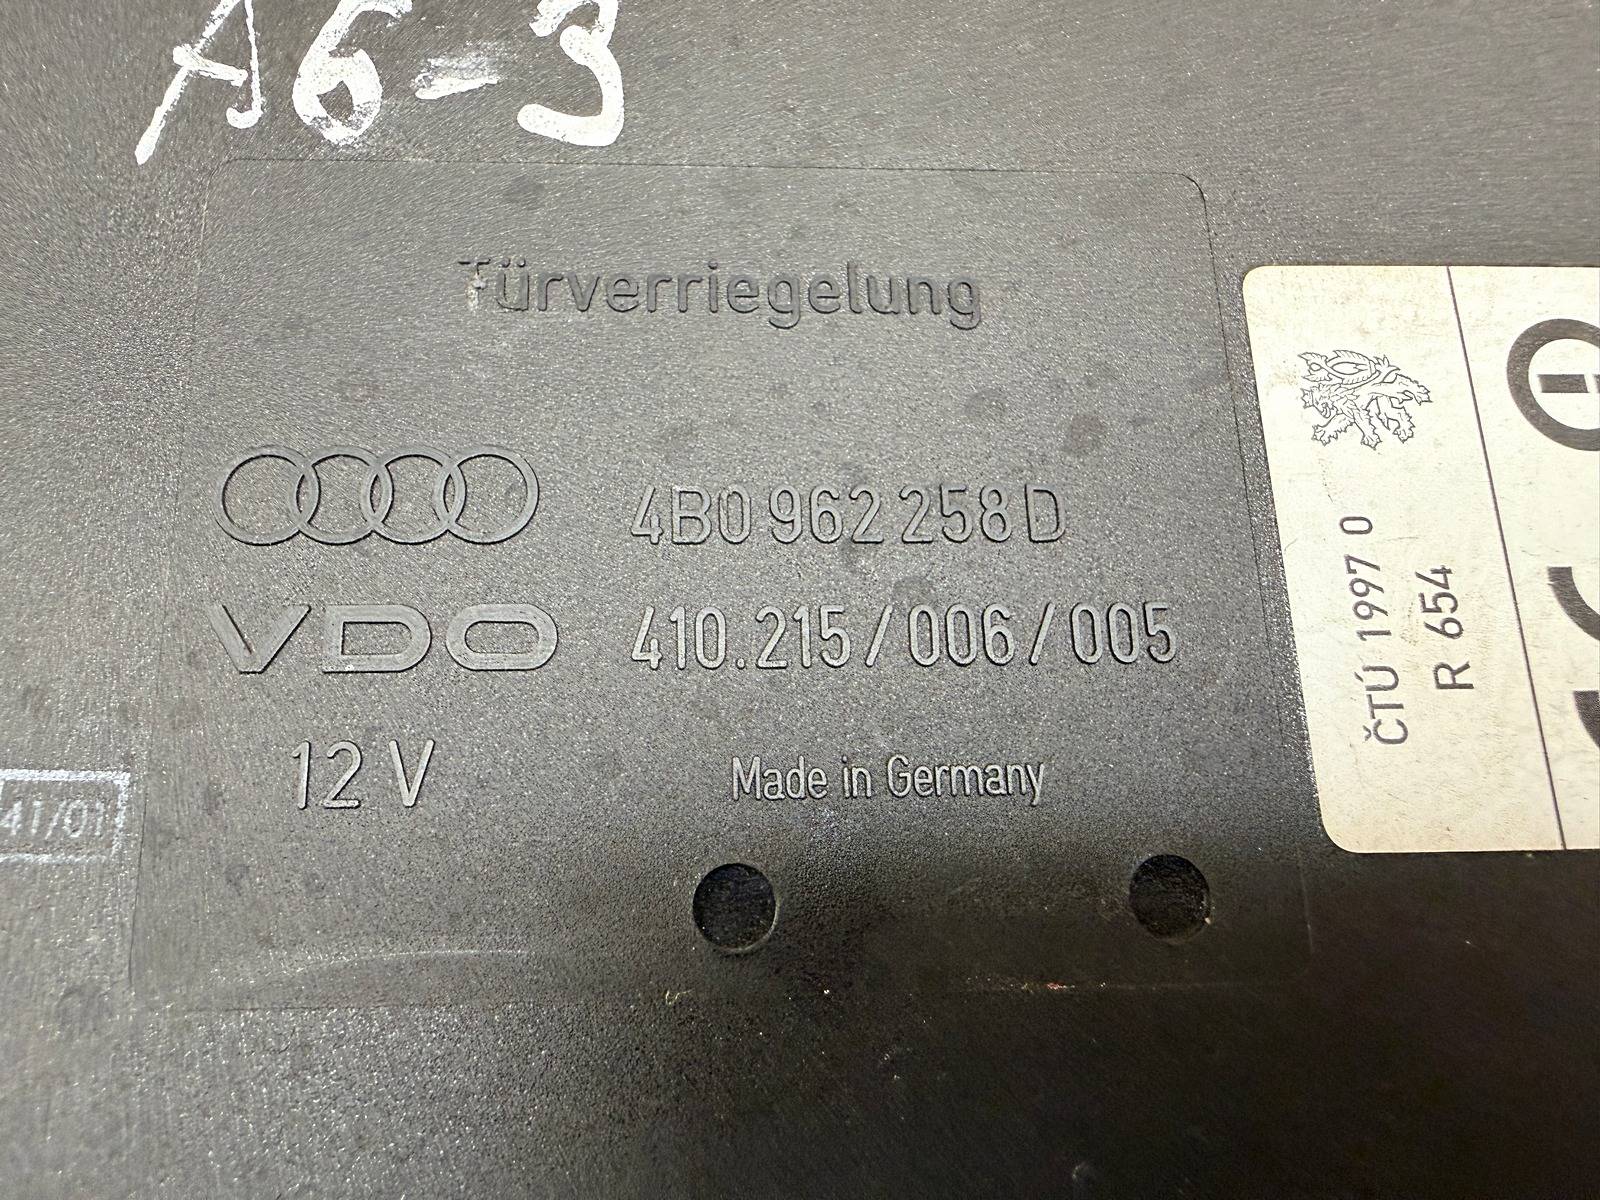 A6-3
Türverriegelung
4B0 962 258 D
VDO 410.215/006/005
12 V
Made in Germany
41/01
ČTÚ 1997 0
R 654